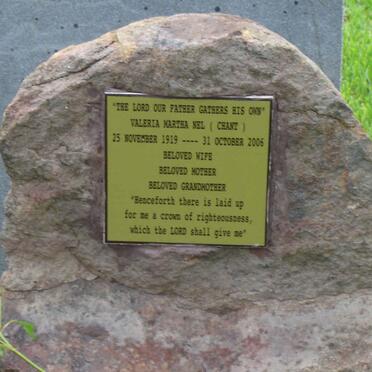 "THE LORD OUR FATHER GATHERS HIS OWN"
VALERIA MARTHA NEL ( CHANT )
25 NOVEMBER 1919 ---- 31 OCTOBER 2006
BELOVED WIFE
BELOVED MOTHER
BELOVED GRANDMOTHER
"Henceforth there is laid up
for me a crown of righteousness,
which the LORD shall give me"